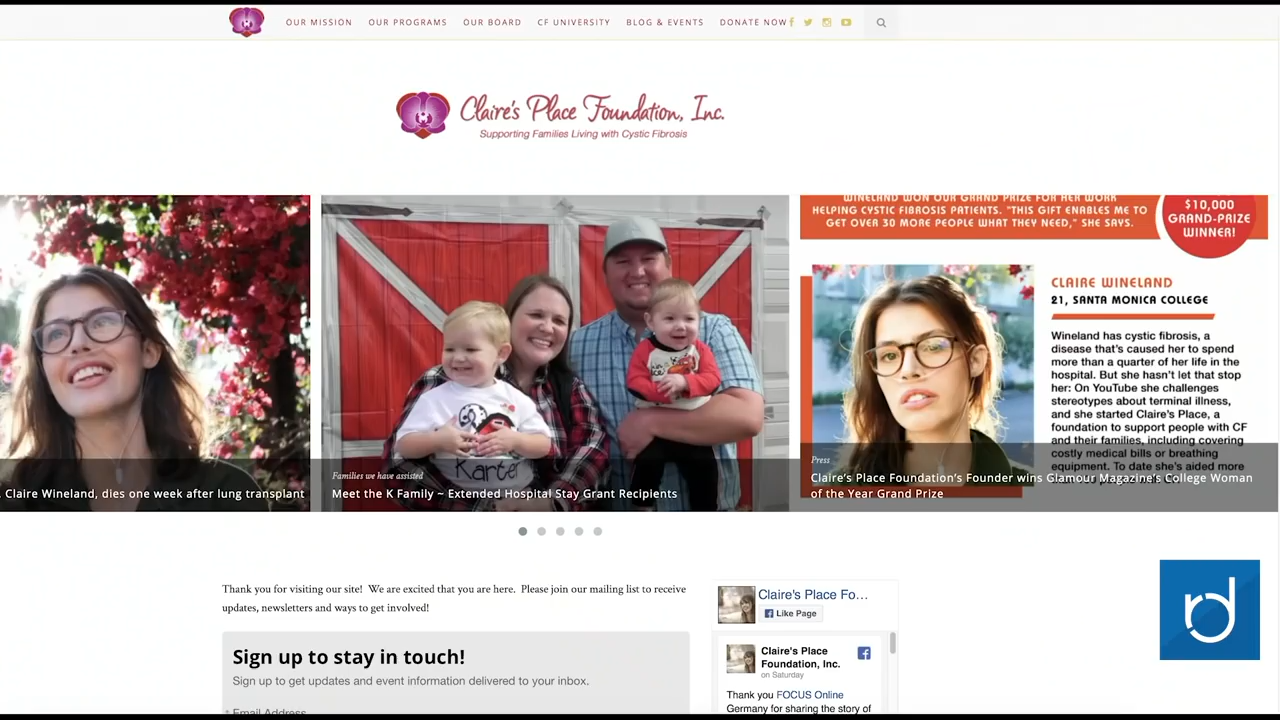 OUR MISSION OUR PROGRAMS OUR BOARD CF UNIVERSITY BLOG & EVENTS DONATE NOW
Claire's Place Foundation, Inc.
Supporting Families Living with Cystic Fibrosis
Claire Wineland, dies one week after lung transplant
Karter
Families we have assisted
Meet the K Family ~ Extended Hospital Stay Grant Recipients
WINELAND WON OUR GRAND PRIZE FOR HER WORK
HELPING CYSTIC FIBROSIS PATIENTS. "THIS GIFT ENABLES ME TO
GET OVER 30 MORE PEOPLE WHAT THEY NEED," SHE SAYS.
$10,000
GRAND-PRIZE
WINNER!
CLAIRE WINELAND
21, SANTA MONICA COLLEGE
Wineland has cystic fibrosis, a
disease that's caused her to spend
more than a quarter of her life in the
hospital. But she hasn't let that stop
her: On YouTube she challenges
stereotypes about terminal illness,
and she started Claire's Place, a
foundation to support people with CF
and their families, including covering
costly medical bills or breathing
equipment. To date she's aided more
Press
Claire's Place Foundation's Founder wins Glamour Magazine's College Woman
of the Year Grand Prize
Thank you for visiting our site! We are excited that you are here. Please join our mailing list to receive
updates, newsletters and ways to get involved!
Sign up to stay in touch!
Sign up to get updates and event information delivered to your inbox.
* Email Address
Claire's Place Fo…
Like Page
Claire's Place
Foundation, Inc.
on Saturday
Thank you FOCUS Online
Germany for sharing the story of
rd